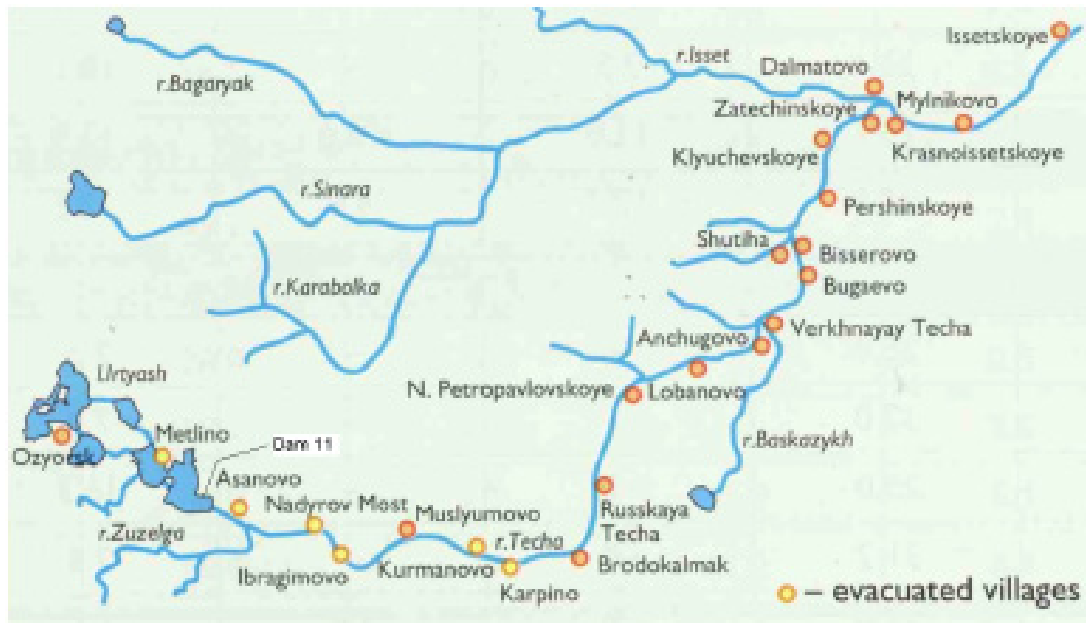 Issetskoye
r.Isset
Dalmatovo
r.Bagaryak
Zatechinskoye
Mylnikovo
Klyuchevskoye
Krasnoissetskoye
r.Sinara
Pershinskoye
Shutiha
Bisserovo
r.Karabolka
Bugaevo
Anchugovo
Verkhnayay Techa
Urtyash
N. Petropavlovskoye
Lobanovo
Metlino
Dam 11
r.Baskazykh
Ozyorsk
Asanovo
Nadyrov Most
Muslyumovo
Russkaya
Techa
r.Zuzelga
r.Techa
Ibragimovo
Kurmanovo
Brodokalmak
Karpino
– evacuated villages